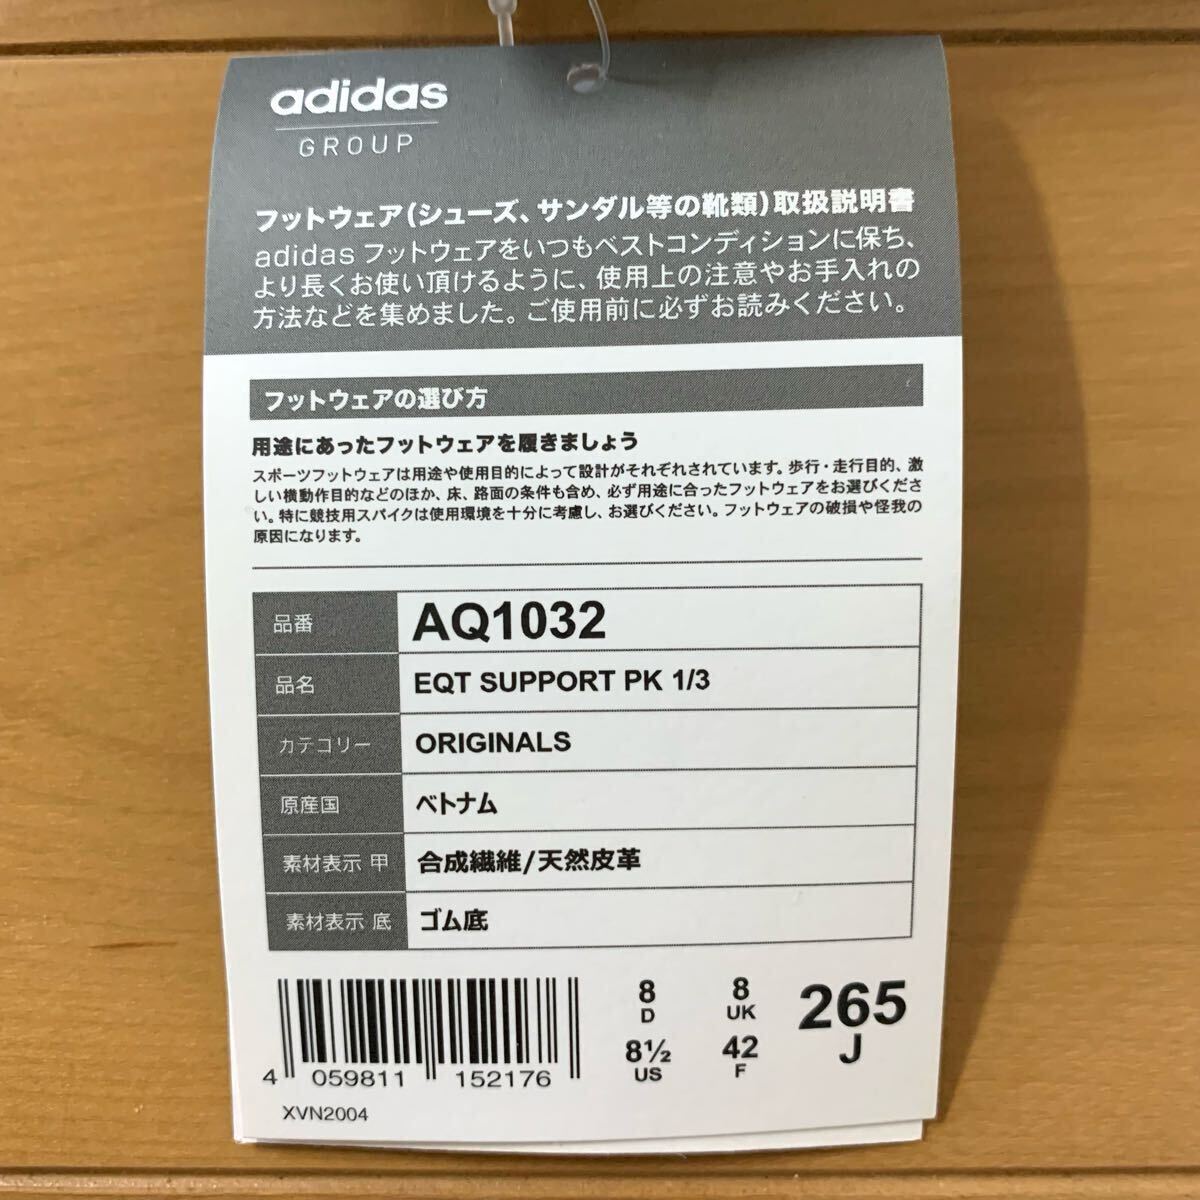 adidas
GROUP
フットウェア(シューズ、サンダル等の靴類)取扱説明書
adidas フットウェアをいつもベストコンディションに保ち、
より長くお使い頂けるように、使用上の注意やお手入れの
方法などを集めました。ご使用前に必ずお読みください。
フットウェアの選び方
用途にあったフットウェアを履きましょう
スポーツフットウェアは用途や使用目的によって設計がそれぞれされています。歩行・走行目的、激
しい横動作目的などのほか、床、路面の条件も含め、必ず用途に合ったフットウェアをお選びくださ
い。特に競技用スパイクは使用環境を十分に考慮し、お選びください。フットウェアの破損や怪我の
原因になります。
品番 AQ1032
品名 EQT SUPPORT PK 1/3
カテゴリー ORIGINALS
原産国 ベトナム
素材表示 甲 合成繊維/天然皮革
素材表示 底 ゴム底
8 8 265
D UK J
8½ 42
US F
4 059811 152176
XVN2004